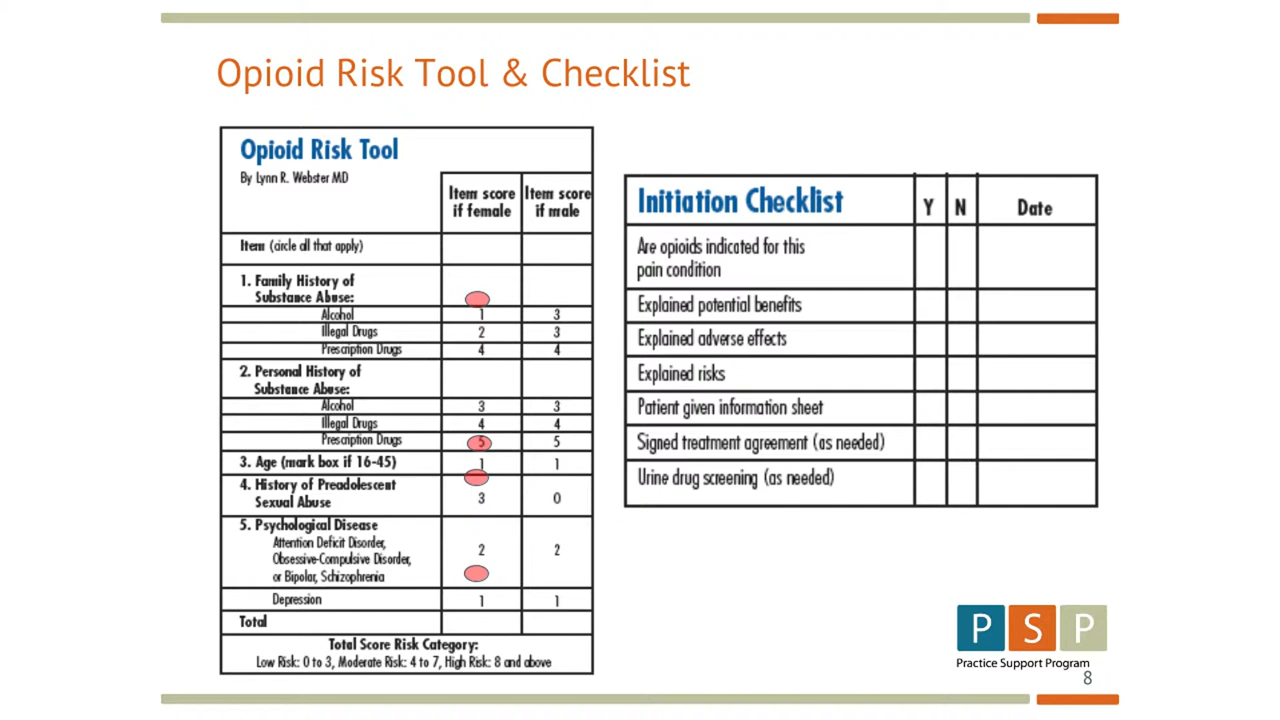 Opioid Risk Tool & Checklist
Opioid Risk Tool
By Lynn R. Webster MD
Item score if female
Item score if male
Item (circle all that apply)
1. Family History of
Substance Abuse:
Alcohol 1 3
Illegal Drugs 2 3
Prescription Drugs 4 4
2. Personal History of
Substance Abuse:
Alcohol 3 3
Illegal Drugs 4 4
Prescription Drugs 5 5
3. Age (mark box if 16-45) 1 1
4. History of Preadolescent
Sexual Abuse 3 0
5. Psychological Disease
Attention Deficit Disorder,
Obsessive-Compulsive Disorder, 2 2
or Bipolar, Schizophrenia
Depression 1 1
Total
Total Score Risk Category:
Low Risk: 0 to 3, Moderate Risk: 4 to 7, High Risk: 8 and above
Initiation Checklist Y N Date
Are opioids indicated for this
pain condition
Explained potential benefits
Explained adverse effects
Explained risks
Patient given information sheet
Signed treatment agreement (as needed)
Urine drug screening (as needed)
P S P
Practice Support Program
8